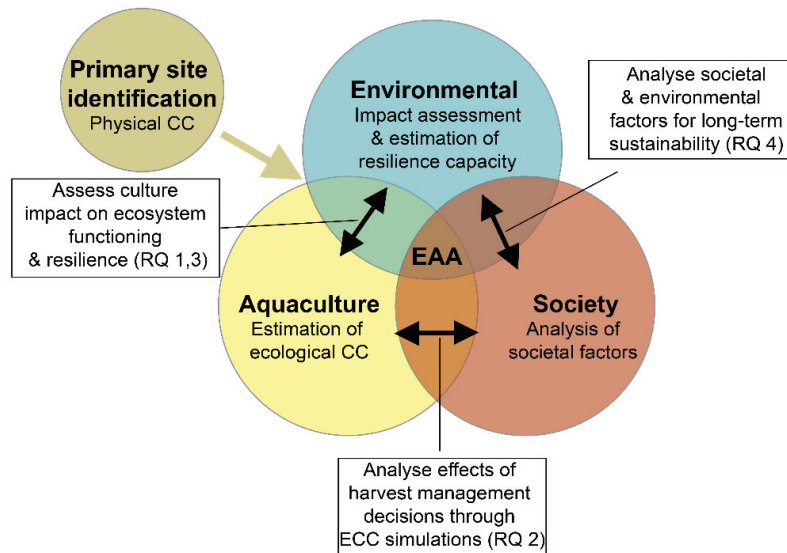 Primary site
identification
Physical CC
Environmental
Impact assessment
& estimation of
resilience capacity
Analyse societal
& environmental
factors for long-term
sustainability (RQ 4)
Assess culture
impact on ecosystem
functioning
& resilience (RQ 1,3)
EAA
Aquaculture
Estimation of
ecological CC
Society
Analysis of
societal factors
Analyse effects of
harvest management
decisions through
ECC simulations (RQ 2)